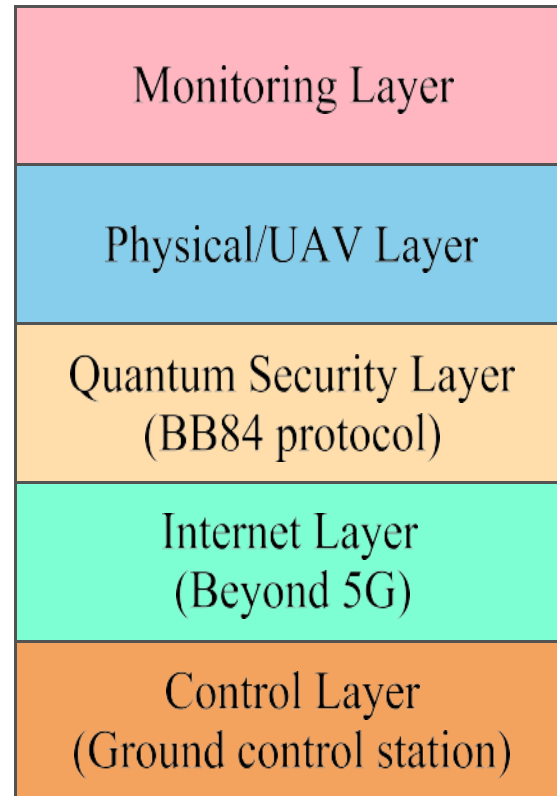 Monitoring Layer
Physical/UAV Layer
Quantum Security Layer
(BB84 protocol)
Internet Layer
(Beyond 5G)
Control Layer
(Ground control station)